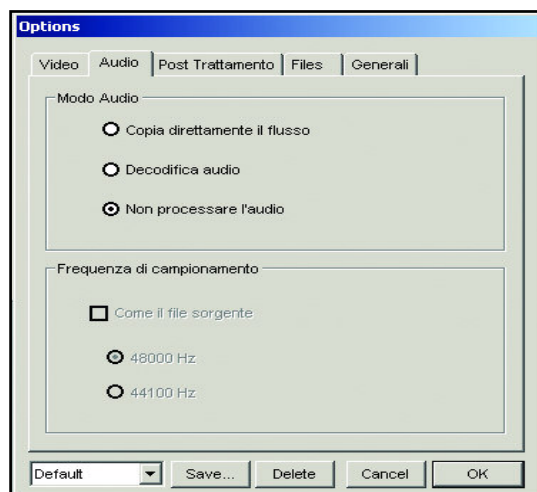 Options
Video Audio Post Trattamento Files Generali
Modo Audio
Copia direttamente il flusso
Decodifica audio
Non processare l'audio
Frequenza di campionamento
Come il file sorgente
48000 Hz
44100 Hz
Default Save... Delete Cancel OK